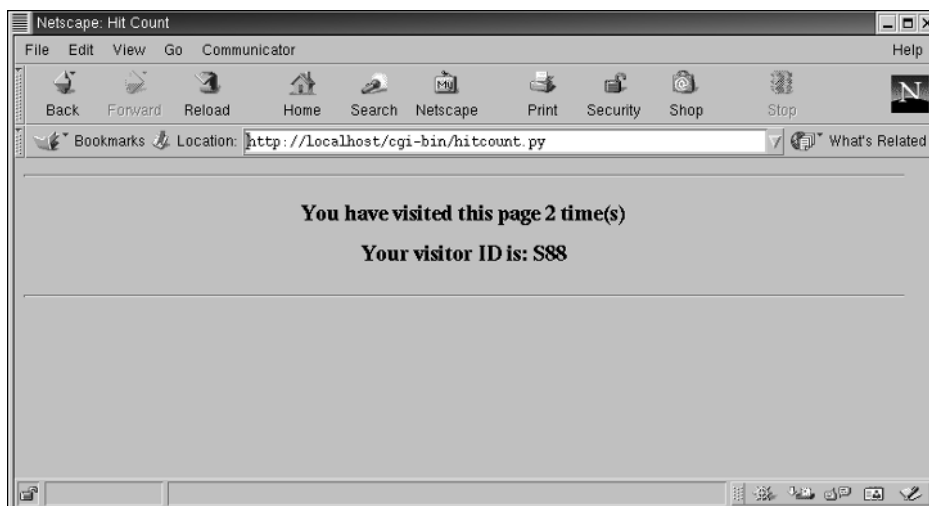 Netscape: Hit Count
File Edit View Go Communicator Help
Back Forward Reload Home Search Netscape Print Security Shop Stop
My
N
Bookmarks Location: http://localhost/cgi-bin/hitcount.py What's Related
You have visited this page 2 time(s)
Your visitor ID is: S88